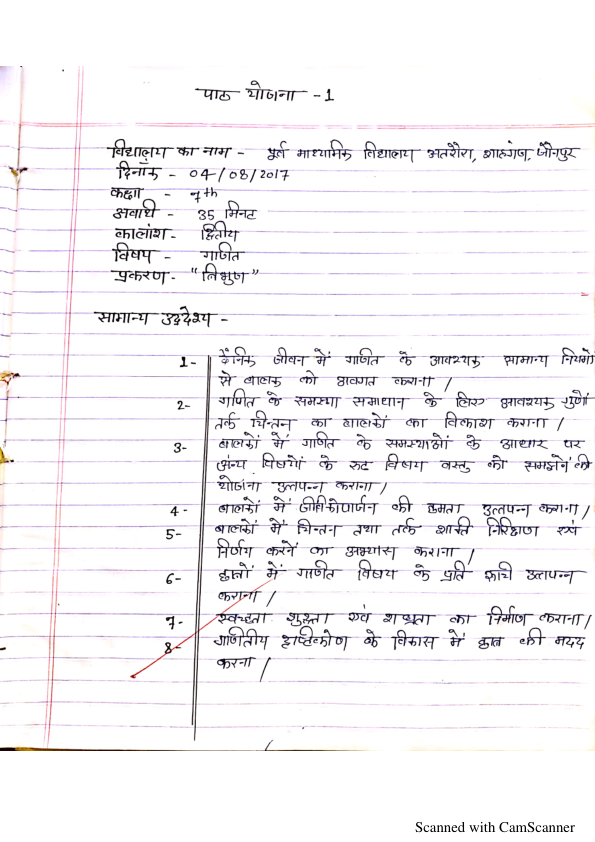 पाठ योजना - 1
विद्यालय का नाम - पूर्व माध्यमिक विद्यालय अतरौरा, शाहगंज, जौनपुर
दिनांक - 04/08/2017
कक्षा - 7th
अवधि - 35 मिनट
कालांश - द्वितीय
विषय - गणित
प्रकरण - "त्रिभुज"
सामान्य उद्देश्य -
1- दैनिक जीवन में गणित के आवश्यक सामान्य नियमों
से बालक को अवगत कराना /
2- गणित के समस्या समाधान के लिए आवश्यक गुणों
तर्क चिन्तन का बालकों का विकाश कराना /
3- बालकों में गणित के समस्याओं के आधार पर
अन्य विषयों के विषय वस्तु को समझने की
योजना उत्पन्न कराना /
4- बालकों में जीविकोपार्जन की क्षमता उत्पन्न कराना /
5- बालकों में चिन्तन तथा तर्क शक्ति निरिक्षण एवं
निर्णय करने का अभ्यास कराना /
6- छात्रों में गणित विषय के प्रति रूचि उत्पन्न
कराना /
7- स्वच्छता शुद्धता एवं का निर्माण कराना /
8- गणितीय दृष्टिकोण के विकास में छात्र की मदद
करना /
Scanned with CamScanner